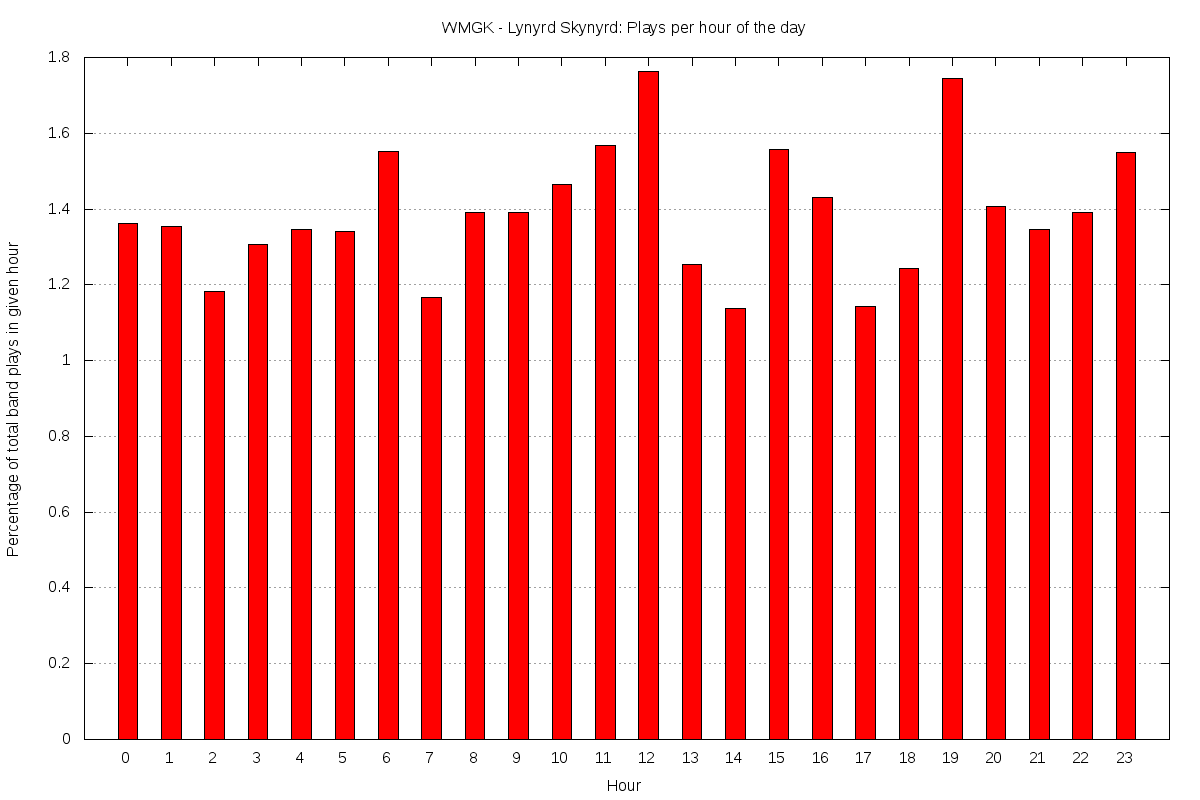 WMGK - Lynyrd Skynyrd: Plays per hour of the day
1.8
1.6
1.4
1.2
1
0.8
0.6
0.4
0.2
0
Percentage of total band plays in given hour
0 1 2 3 4 5 6 7 8 9 10 11 12 13 14 15 16 17 18 19 20 21 22 23
Hour